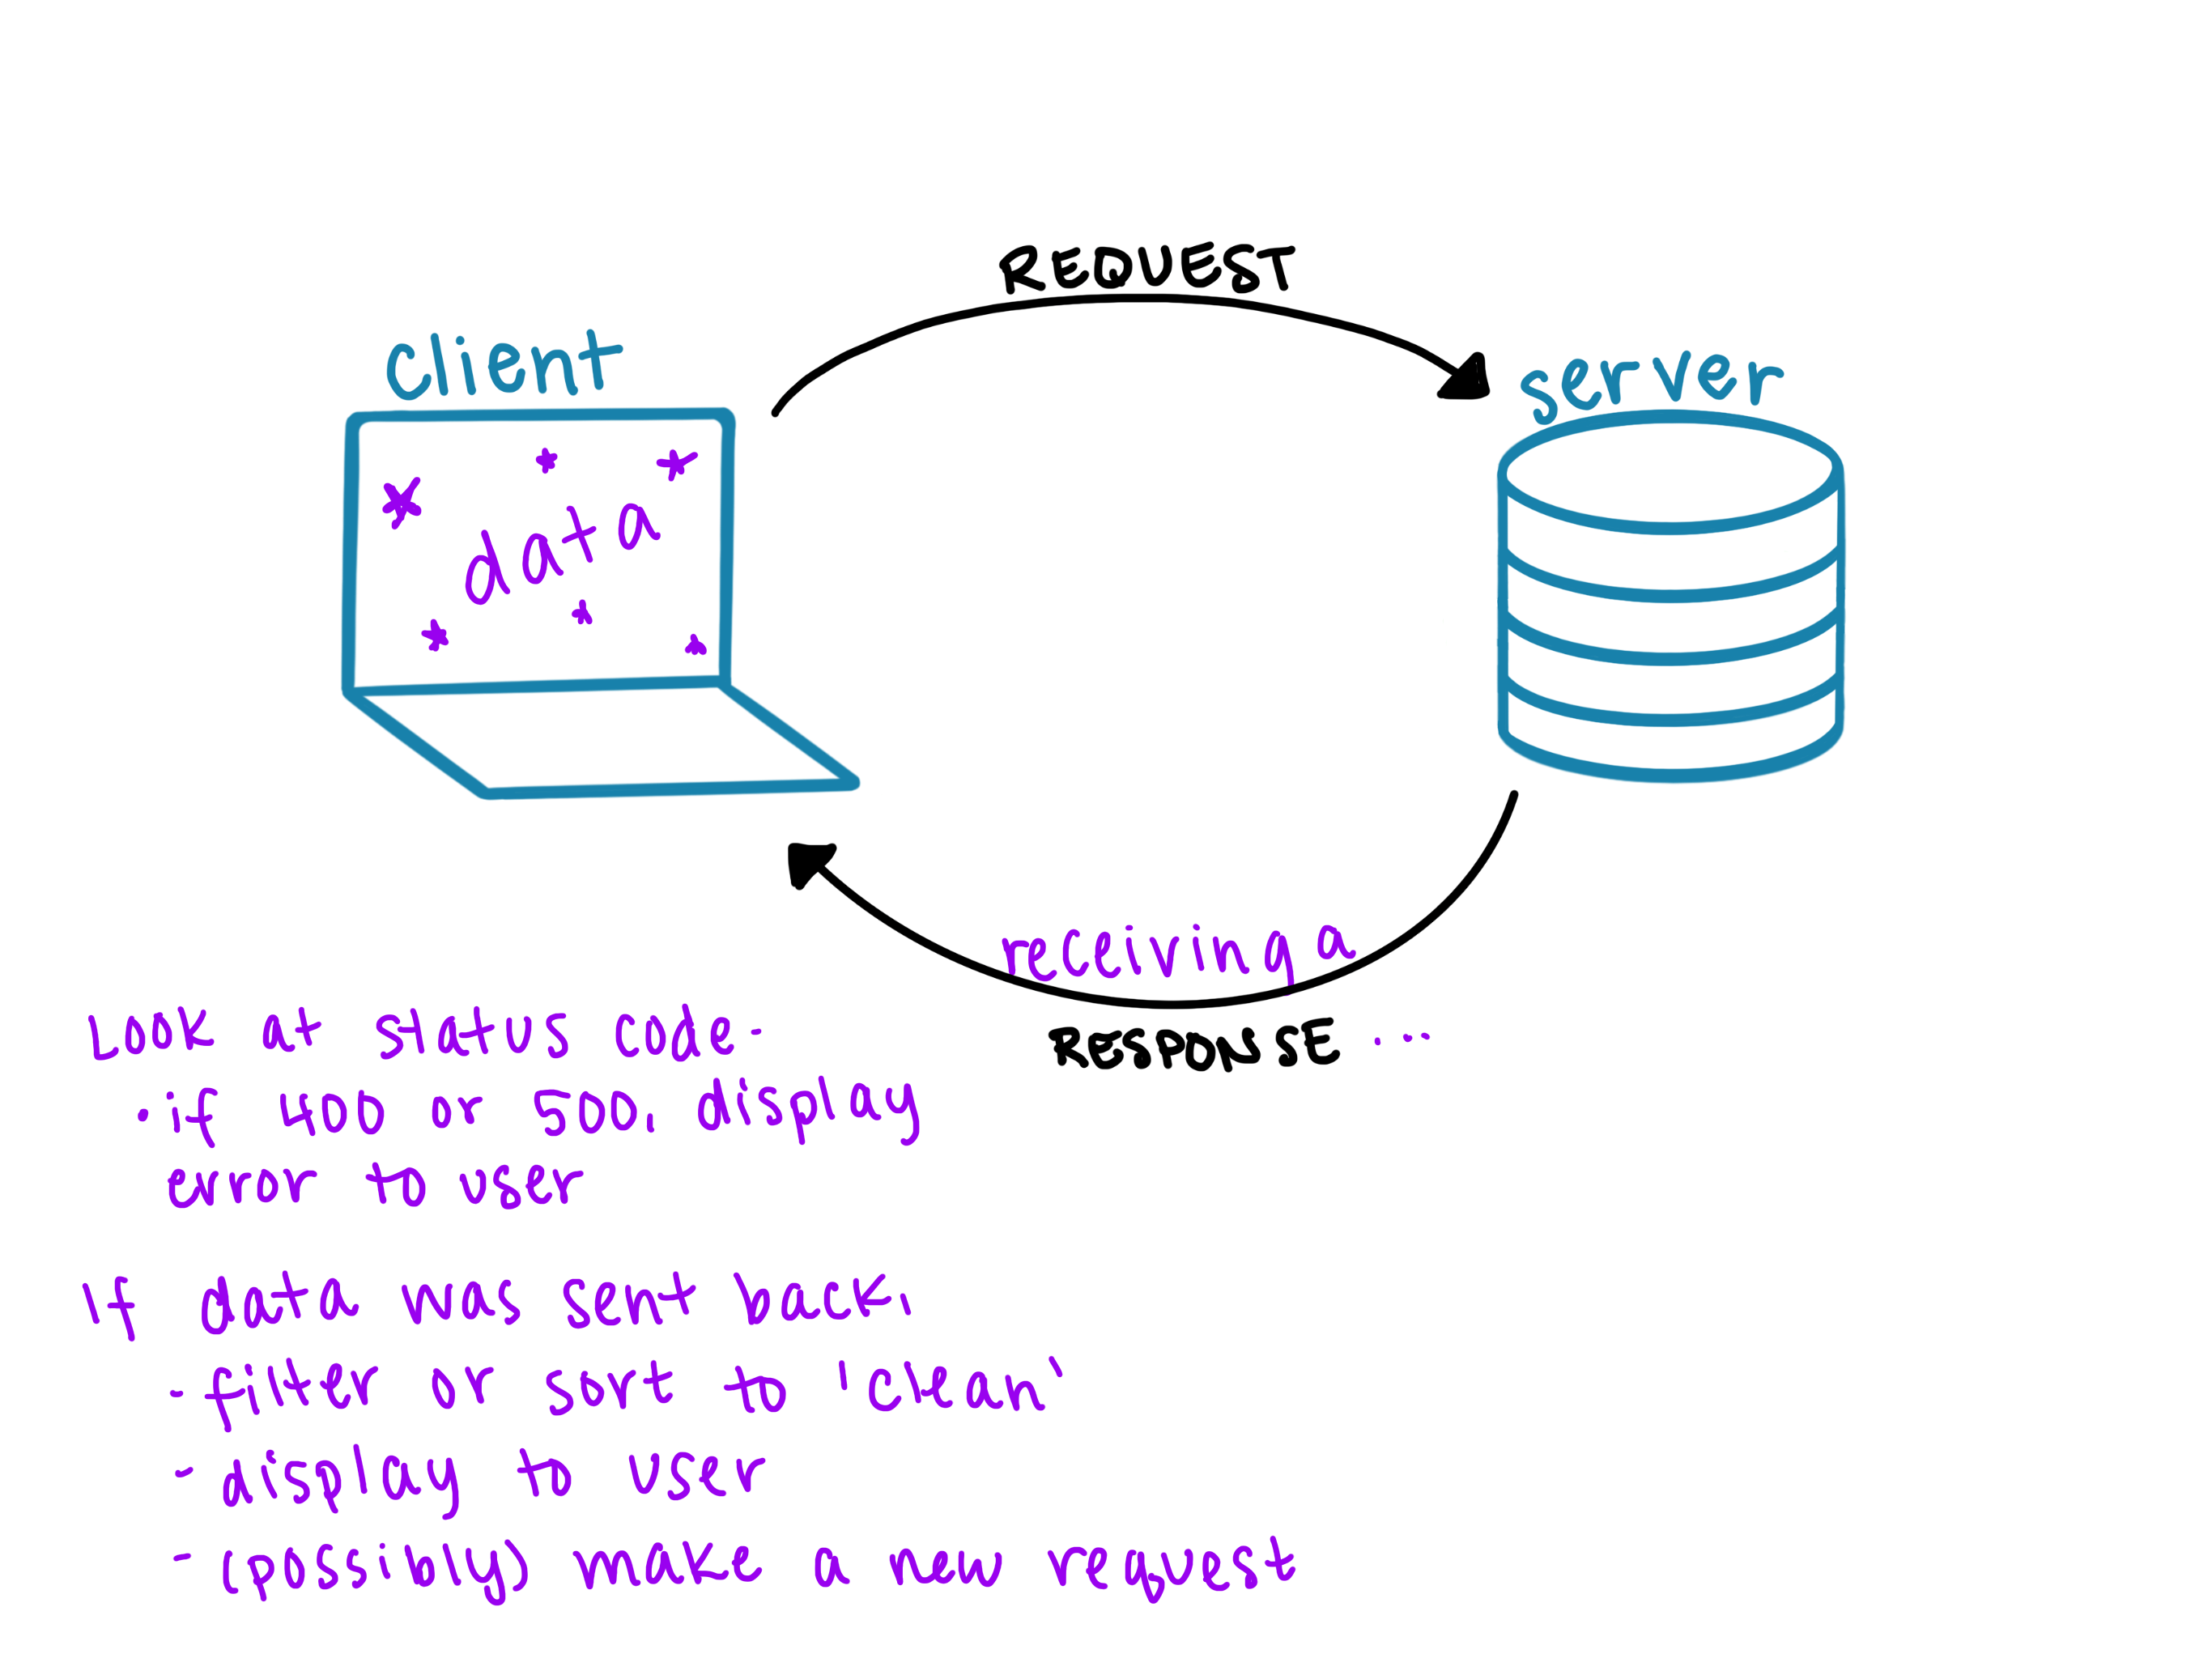 REQUEST
client
server
data
receiving a
RESPONSE ...
Look at status code-
• if 400 or 500, display
error to user
If data was sent back,
- filter or sort to 'clean'
- display to user
- (possibly) make a new request